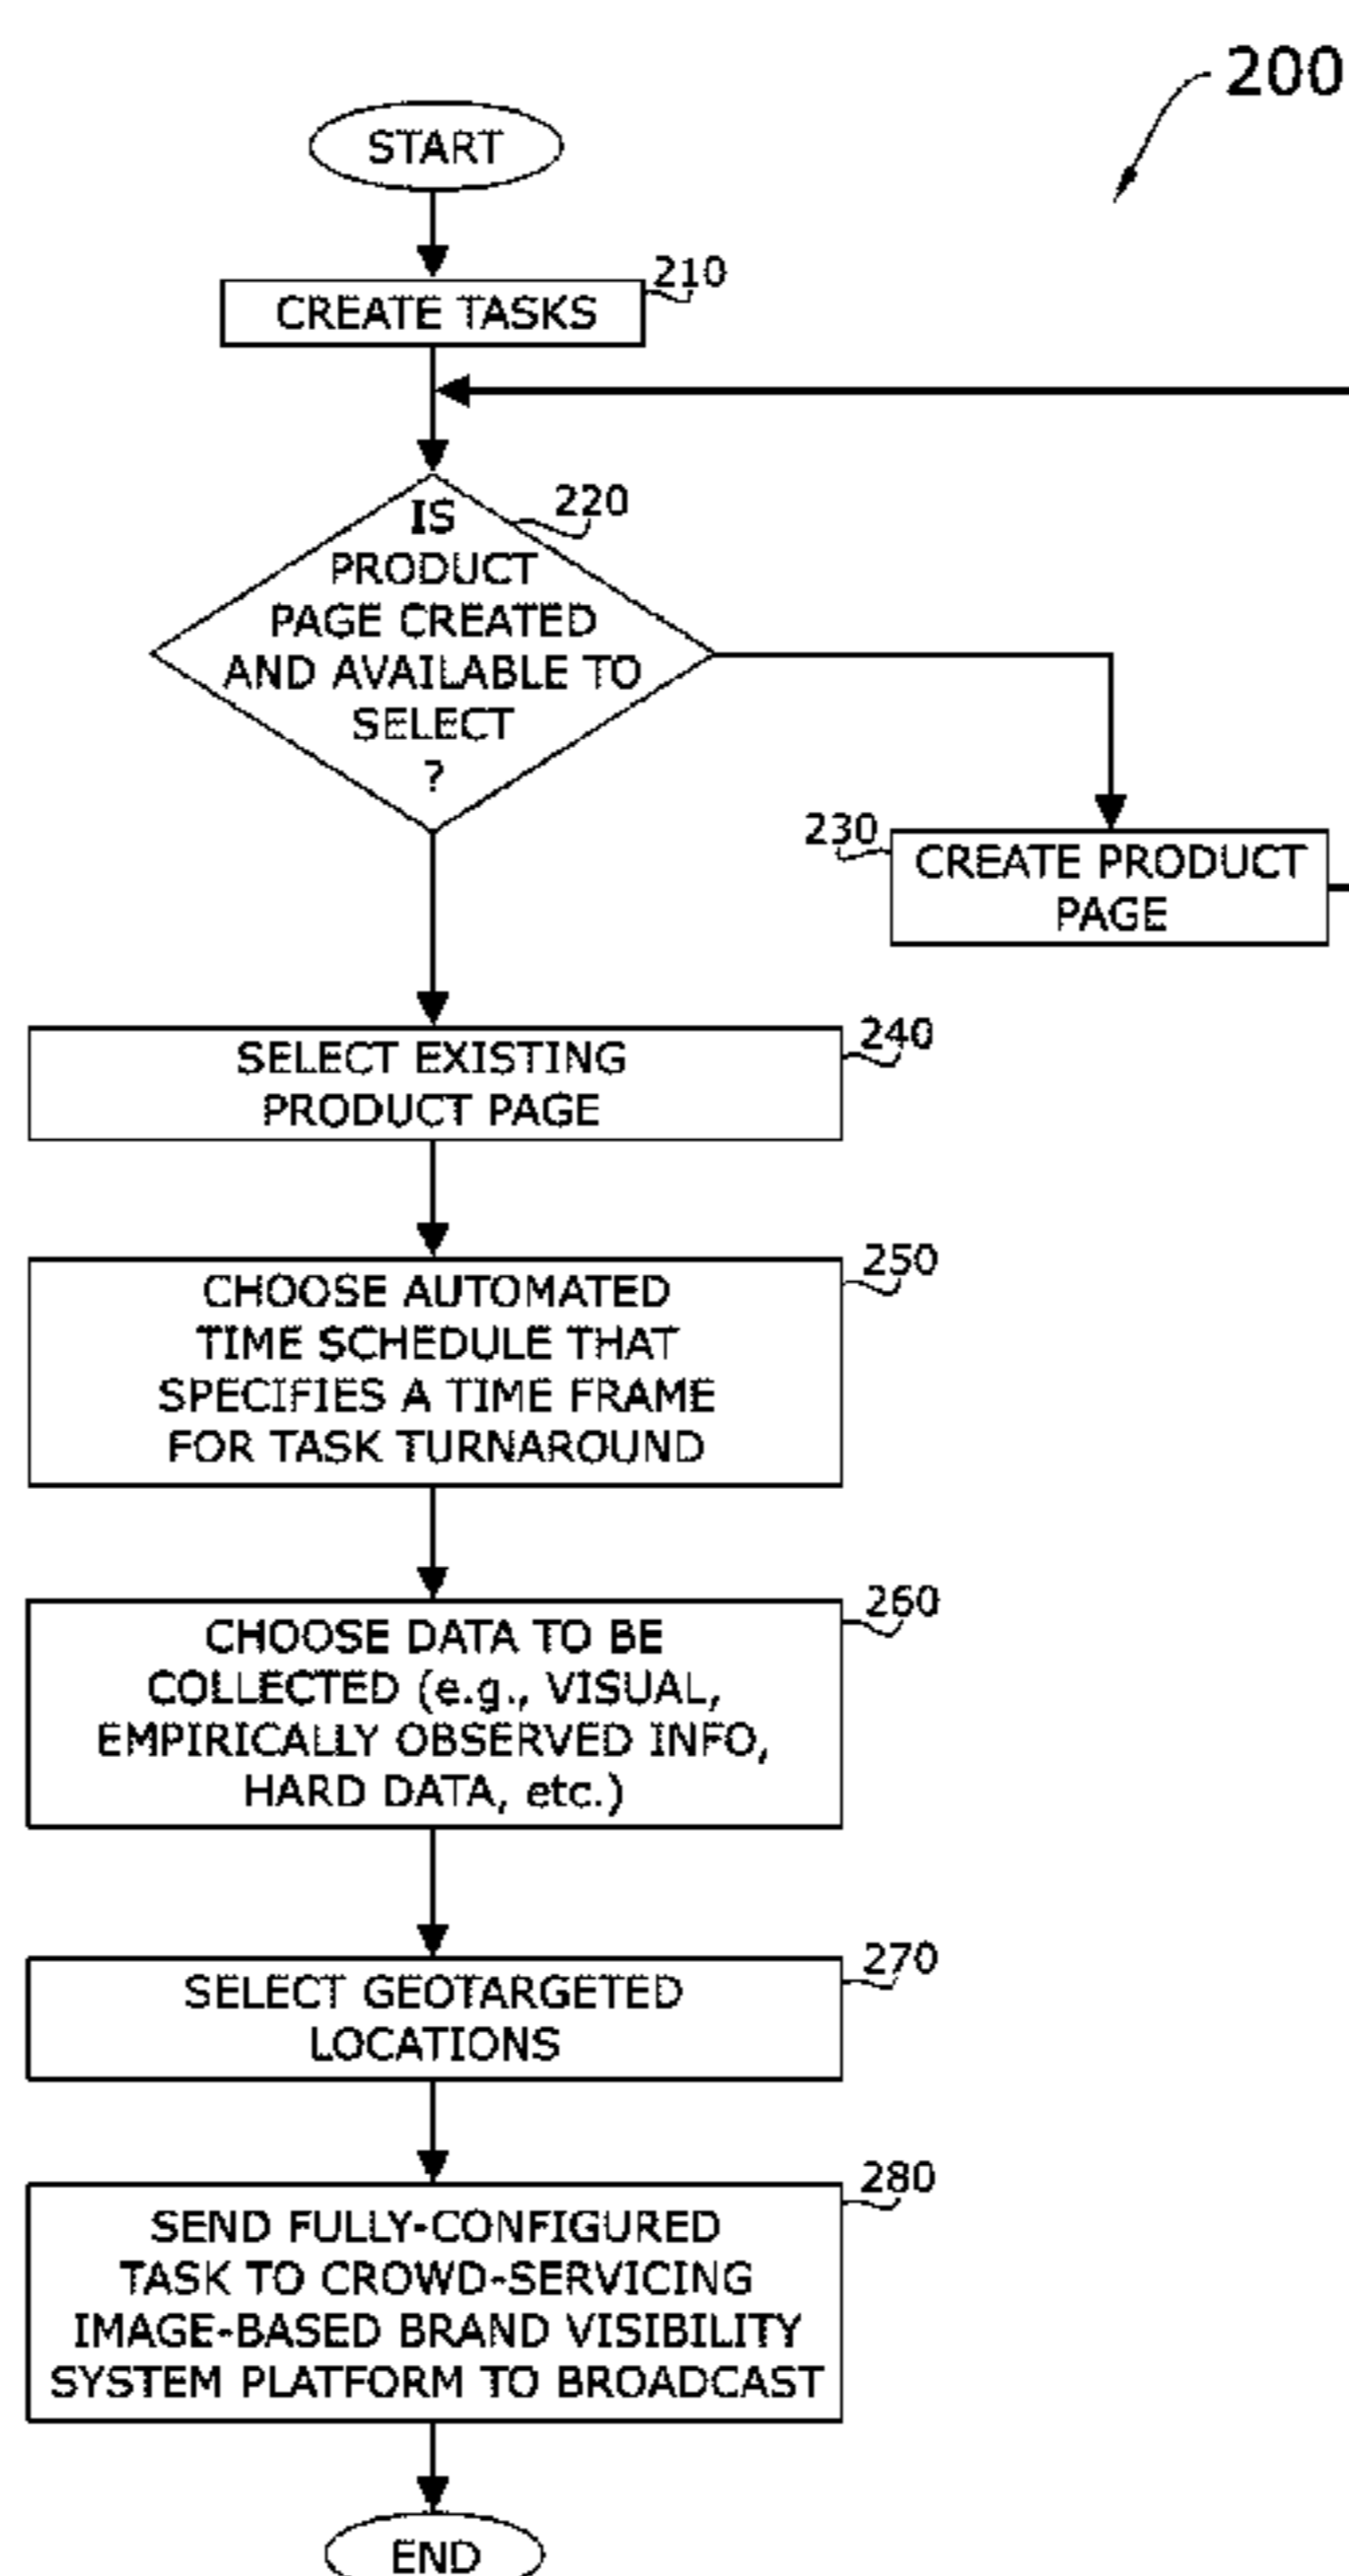 200
START
210
CREATE TASKS
220
IS
PRODUCT
PAGE CREATED
AND AVAILABLE TO
SELECT
?
230
CREATE PRODUCT
PAGE
240
SELECT EXISTING
PRODUCT PAGE
250
CHOOSE AUTOMATED
TIME SCHEDULE THAT
SPECIFIES A TIME FRAME
FOR TASK TURNAROUND
260
CHOOSE DATA TO BE
COLLECTED (e.g., VISUAL,
EMPIRICALLY OBSERVED INFO,
HARD DATA, etc.)
270
SELECT GEOTARGETED
LOCATIONS
280
SEND FULLY-CONFIGURED
TASK TO CROWD-SERVICING
IMAGE-BASED BRAND VISIBILITY
SYSTEM PLATFORM TO BROADCAST
END